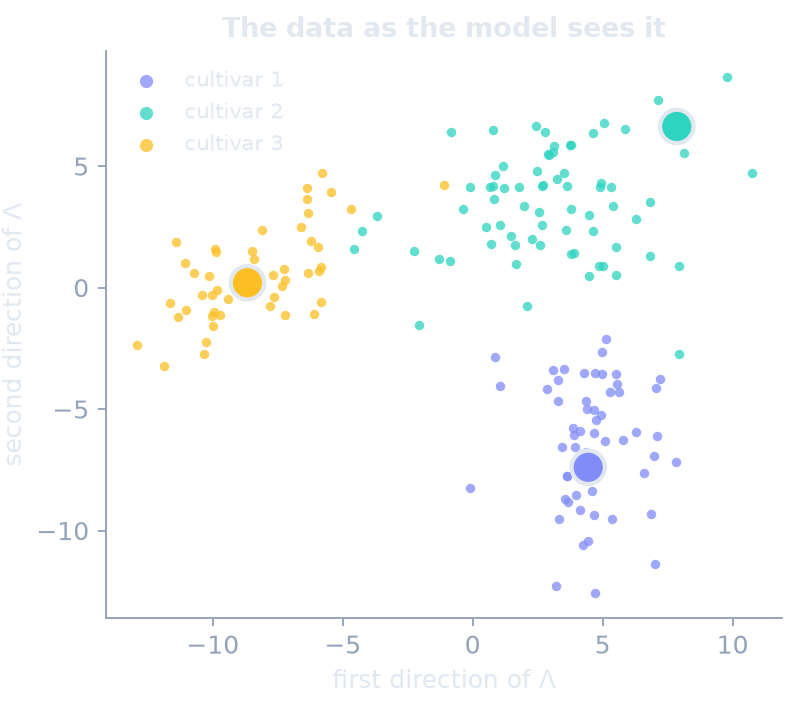 The data as the model sees it
cultivar 1
cultivar 2
cultivar 3
5
0
−5
−10
second direction of Λ
−10
−5
0
5
10
first direction of Λ